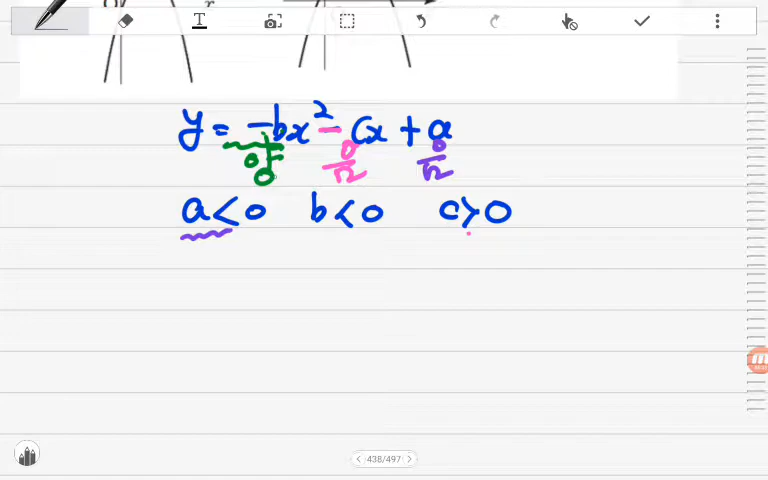 x
T
y = -bx² - cx + a
양 음 음
a < 0 b < 0 c > 0
438/497